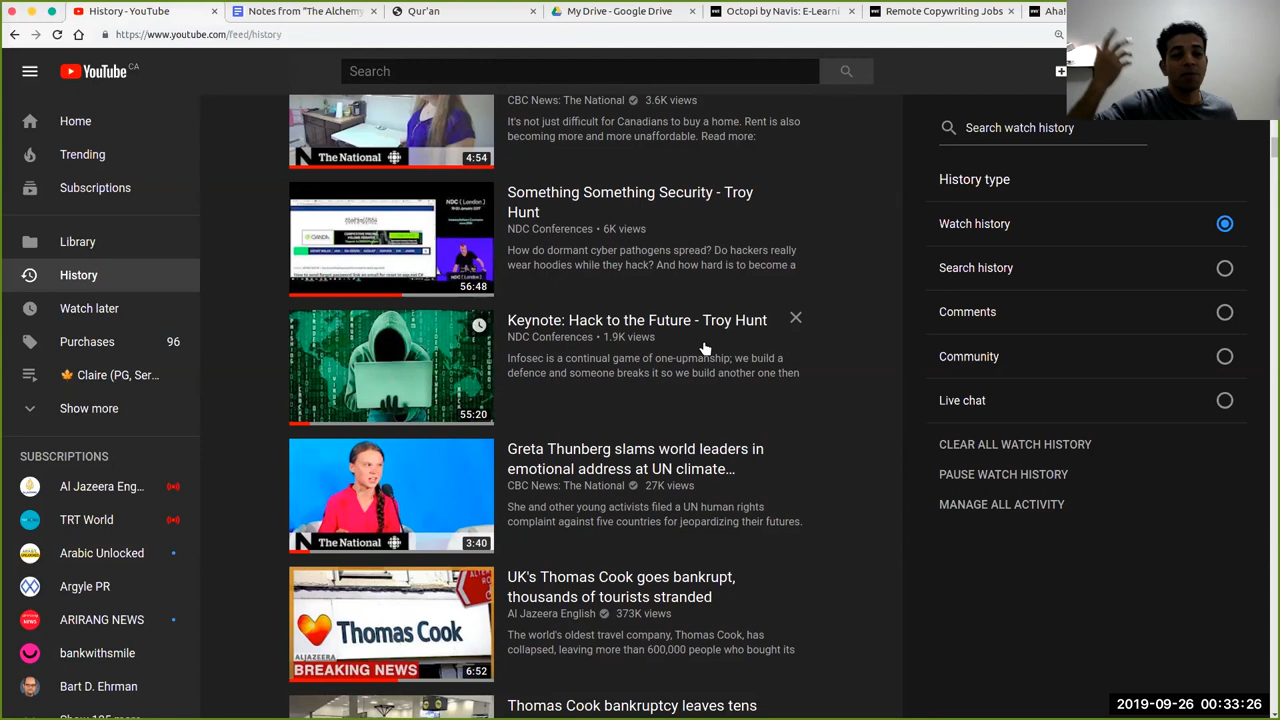 History - YouTube
Notes from "The Alchemy
Qur'an
My Drive - Google Drive
Octopi by Navis: E-Learni
Remote Copywriting Jobs
Aha!
https://www.youtube.com/feed/history
YouTube CA
Search
Home
Trending
Subscriptions
Library
History
Watch later
Purchases 96
Claire (PG, Ser...
Show more
SUBSCRIPTIONS
Al Jazeera Eng...
TRT World
Arabic Unlocked
Argyle PR
ARIRANG NEWS
bankwithsmile
Bart D. Ehrman
The National
4:54
CBC News: The National 3.6K views
It's not just difficult for Canadians to buy a home. Rent is also
becoming more and more unaffordable. Read more:
NDC { London }
56:48
Something Something Security - Troy
Hunt
NDC Conferences • 6K views
How do dormant cyber pathogens spread? Do attackers really
wear hoodies while they hack? And how hard is to become a
55:20
Keynote: Hack to the Future - Troy Hunt
NDC Conferences • 1.9K views
Infosec is a continual game of one-upmanship; we build a
defence and someone breaks it so we build another one then
The National
3:40
Greta Thunberg slams world leaders in
emotional address at UN climate...
CBC News: The National 27K views
She and other young activists filed a UN human rights
complaint against five countries for jeopardizing their futures.
Thomas Cook
ALJAZEERA
BREAKING NEWS
6:52
UK's Thomas Cook goes bankrupt,
thousands of tourists stranded
Al Jazeera English 373K views
The world's oldest travel company, Thomas Cook, has
collapsed, leaving more than 600,000 people who bought its
Thomas Cook bankruptcy leaves tens
Search watch history
History type
Watch history
Search history
Comments
Community
Live chat
CLEAR ALL WATCH HISTORY
PAUSE WATCH HISTORY
MANAGE ALL ACTIVITY
2019-09-26 00:33:26